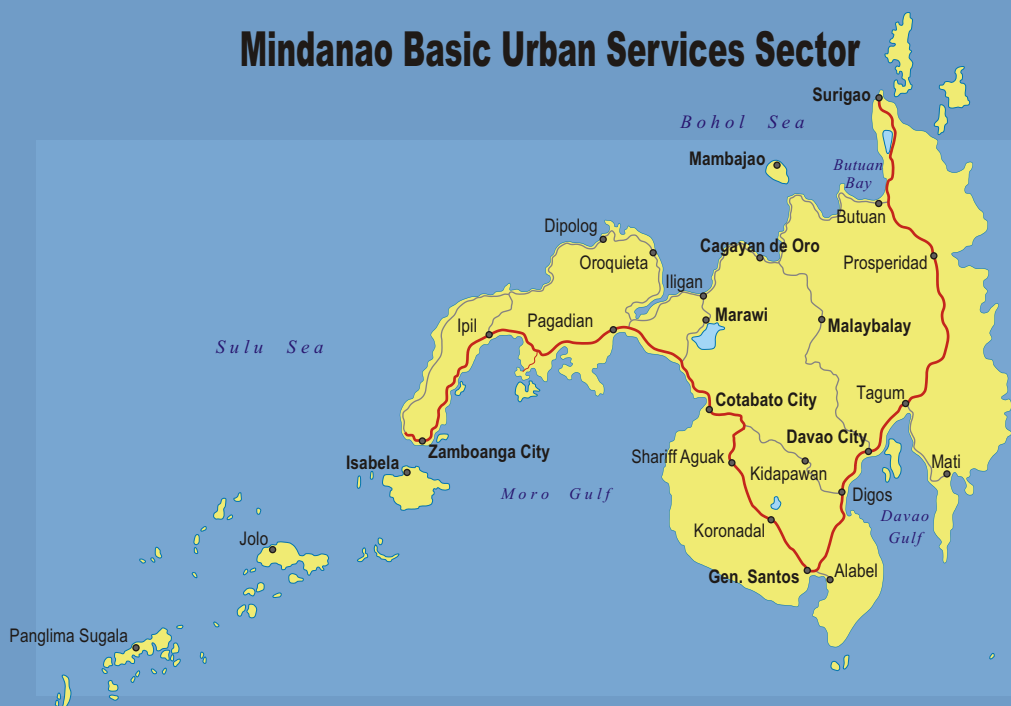 Mindanao Basic Urban Services Sector
Surigao
Bohol Sea
Mambajao
Butuan
Bay
Butuan
Dipolog
Cagayan de Oro
Oroquieta
Prosperidad
Iligan
Marawi
Ipil
Pagadian
Malaybalay
Sulu Sea
Tagum
Cotabato City
Davao City
Zamboanga City
Shariff Aguak
Isabela
Kidapawan
Mati
Moro Gulf
Digos
Davao
Gulf
Koronadal
Jolo
Gen. Santos
Alabel
Panglima Sugala